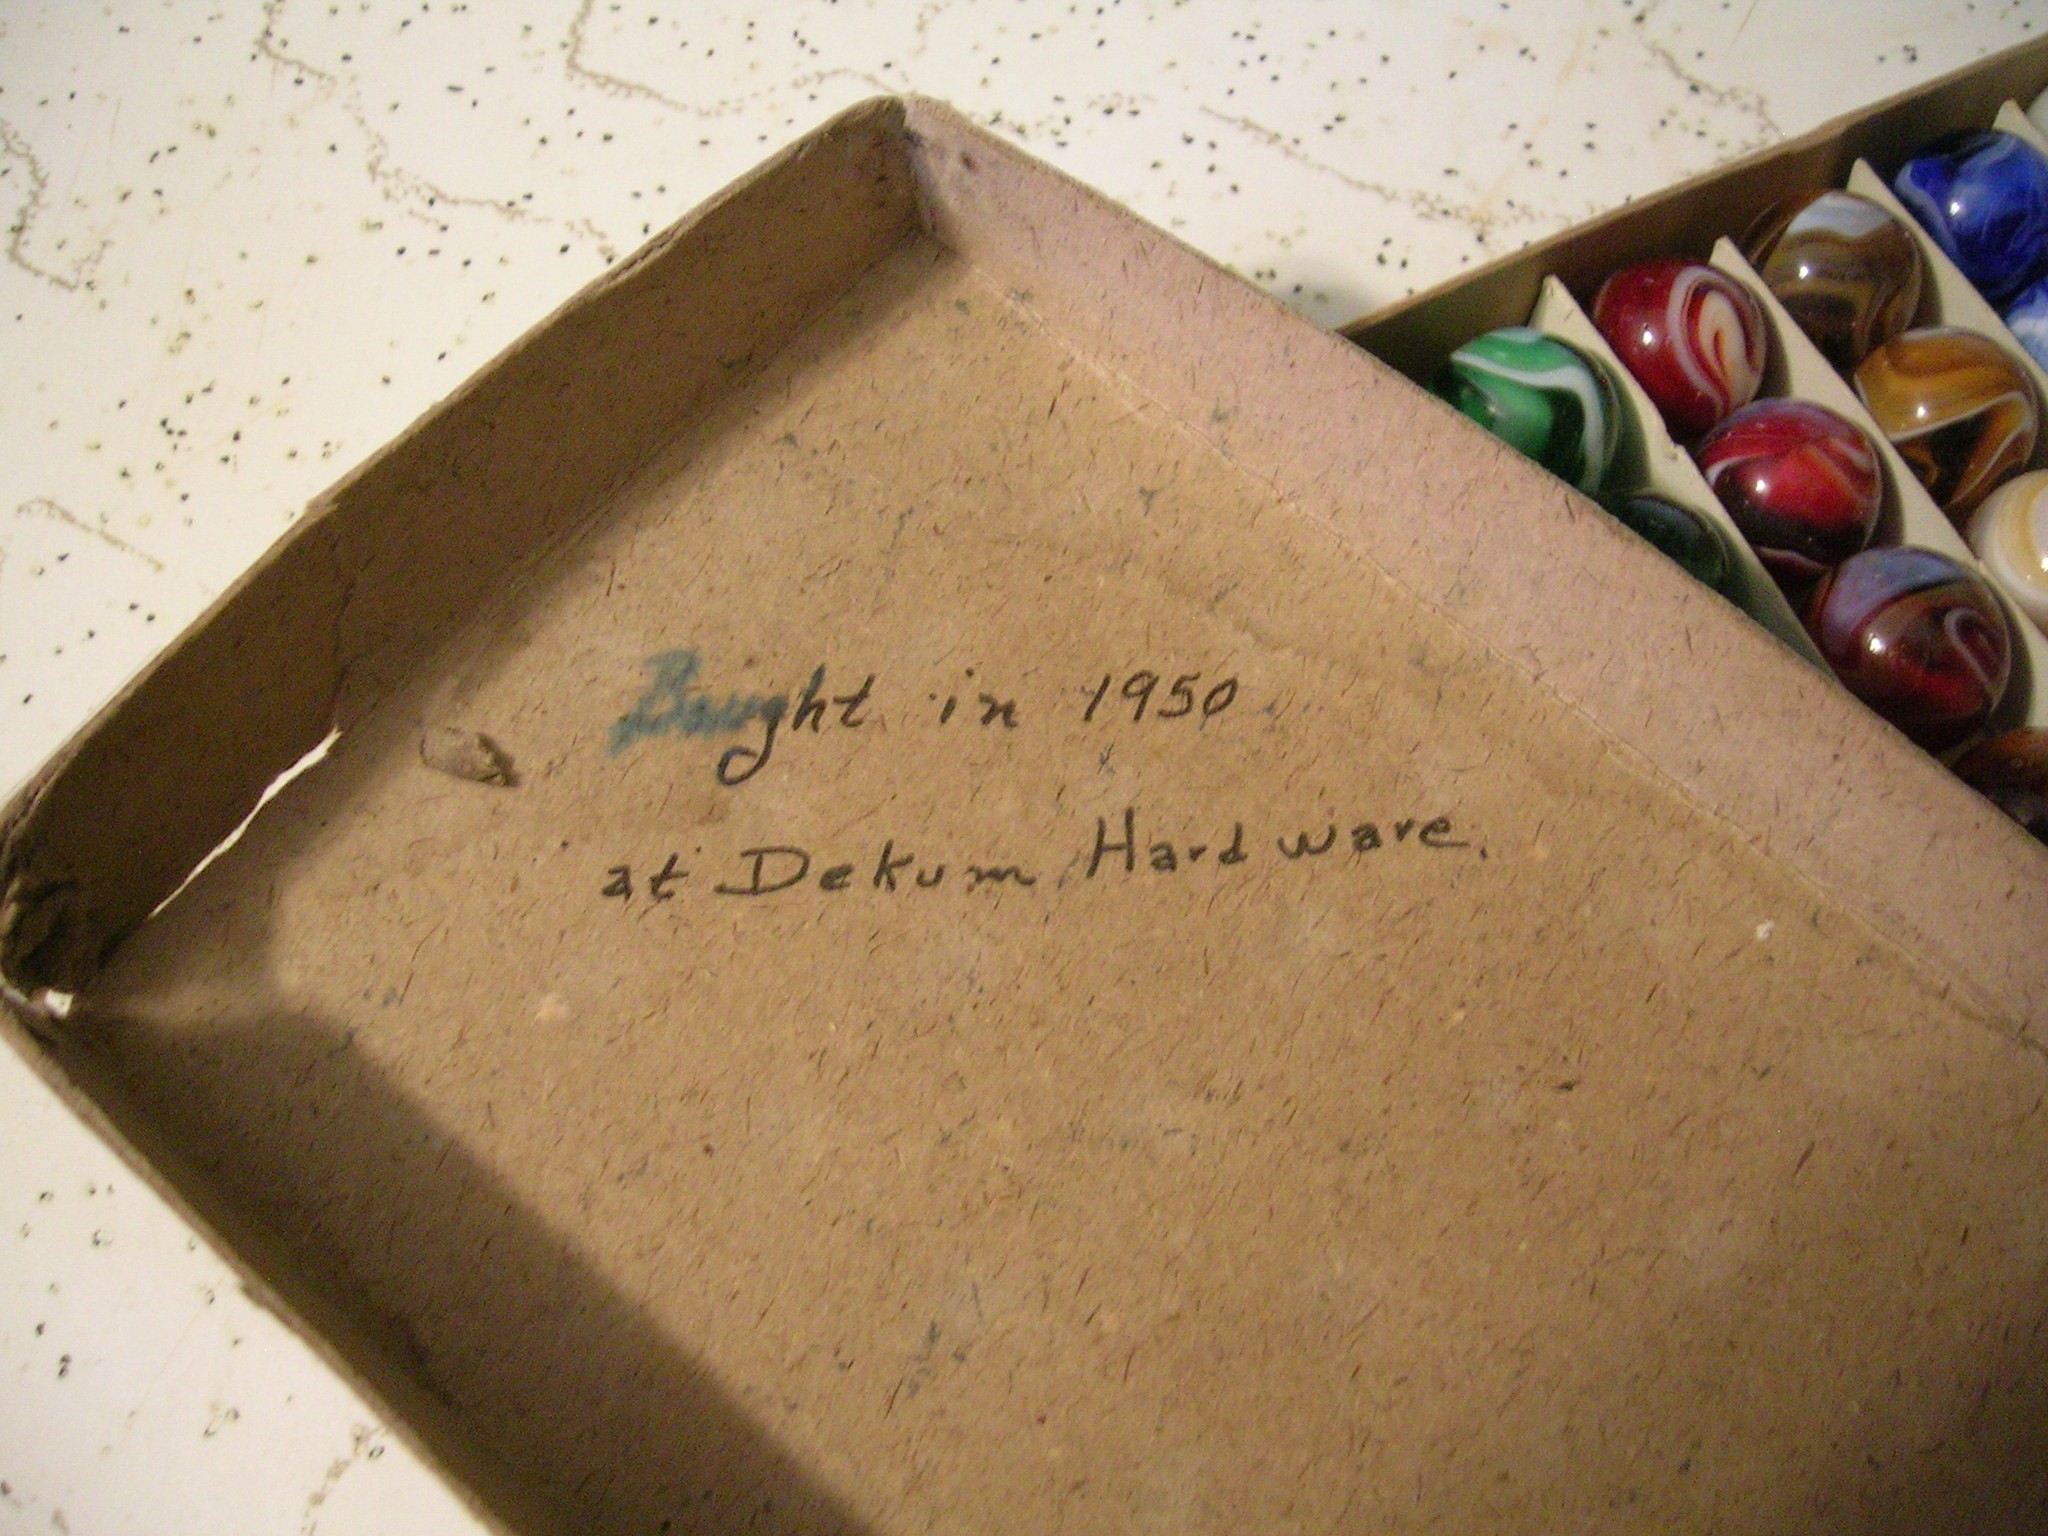 Bought in 1950
at Dekum Hardware.